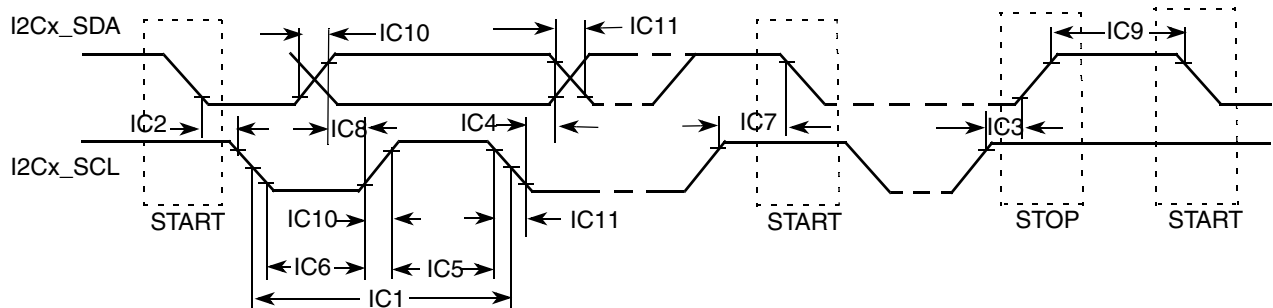 I2Cx_SDA
IC10
IC11
IC9
IC2
IC8
IC4
IC7
IC3
I2Cx_SCL
START
IC10
IC11
START
STOP
START
IC6
IC5
IC1